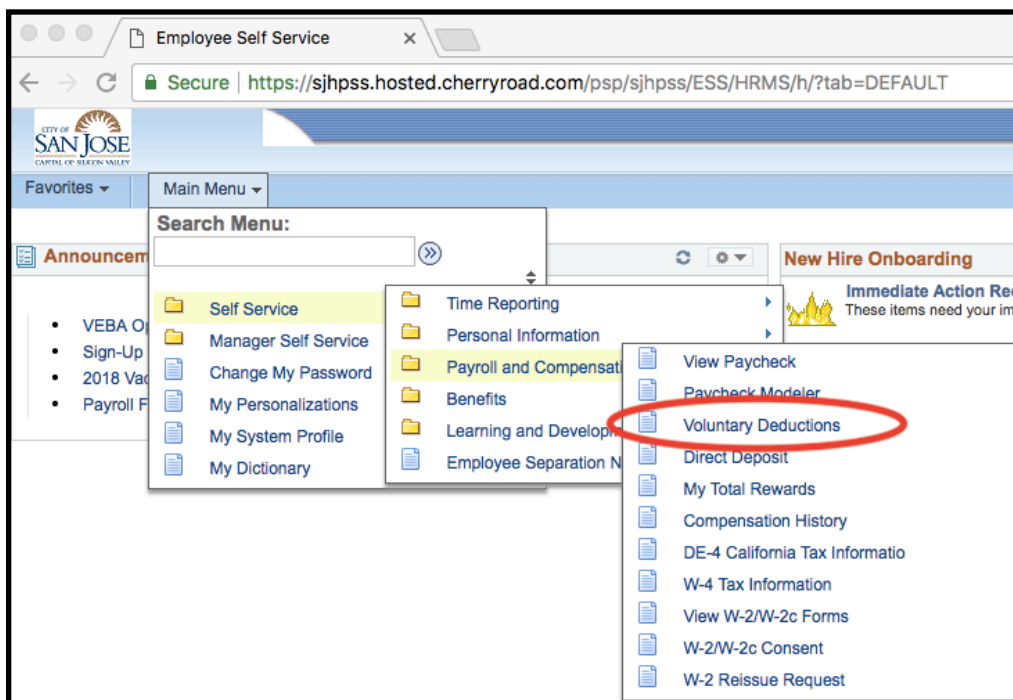 Employee Self Service
Secure | https://sjhpss.hosted.cherryroad.com/psp/sjhpss/ESS/HRMS/h/?tab=DEFAULT
CITY OF
SAN JOSE
CAPITAL OF SILICON VALLEY
Favorites
Main Menu
Search Menu:
Announcem
New Hire Onboarding
Immediate Action Re
These items need your im
VEBA Op
Sign-Up
2018 Vac
Payroll F
Self Service
Manager Self Service
Change My Password
My Personalizations
My System Profile
My Dictionary
Time Reporting
Personal Information
Payroll and Compensati
Benefits
Learning and Developm
Employee Separation N
View Paycheck
Paycheck Modeler
Voluntary Deductions
Direct Deposit
My Total Rewards
Compensation History
DE-4 California Tax Informatio
W-4 Tax Information
View W-2/W-2c Forms
W-2/W-2c Consent
W-2 Reissue Request